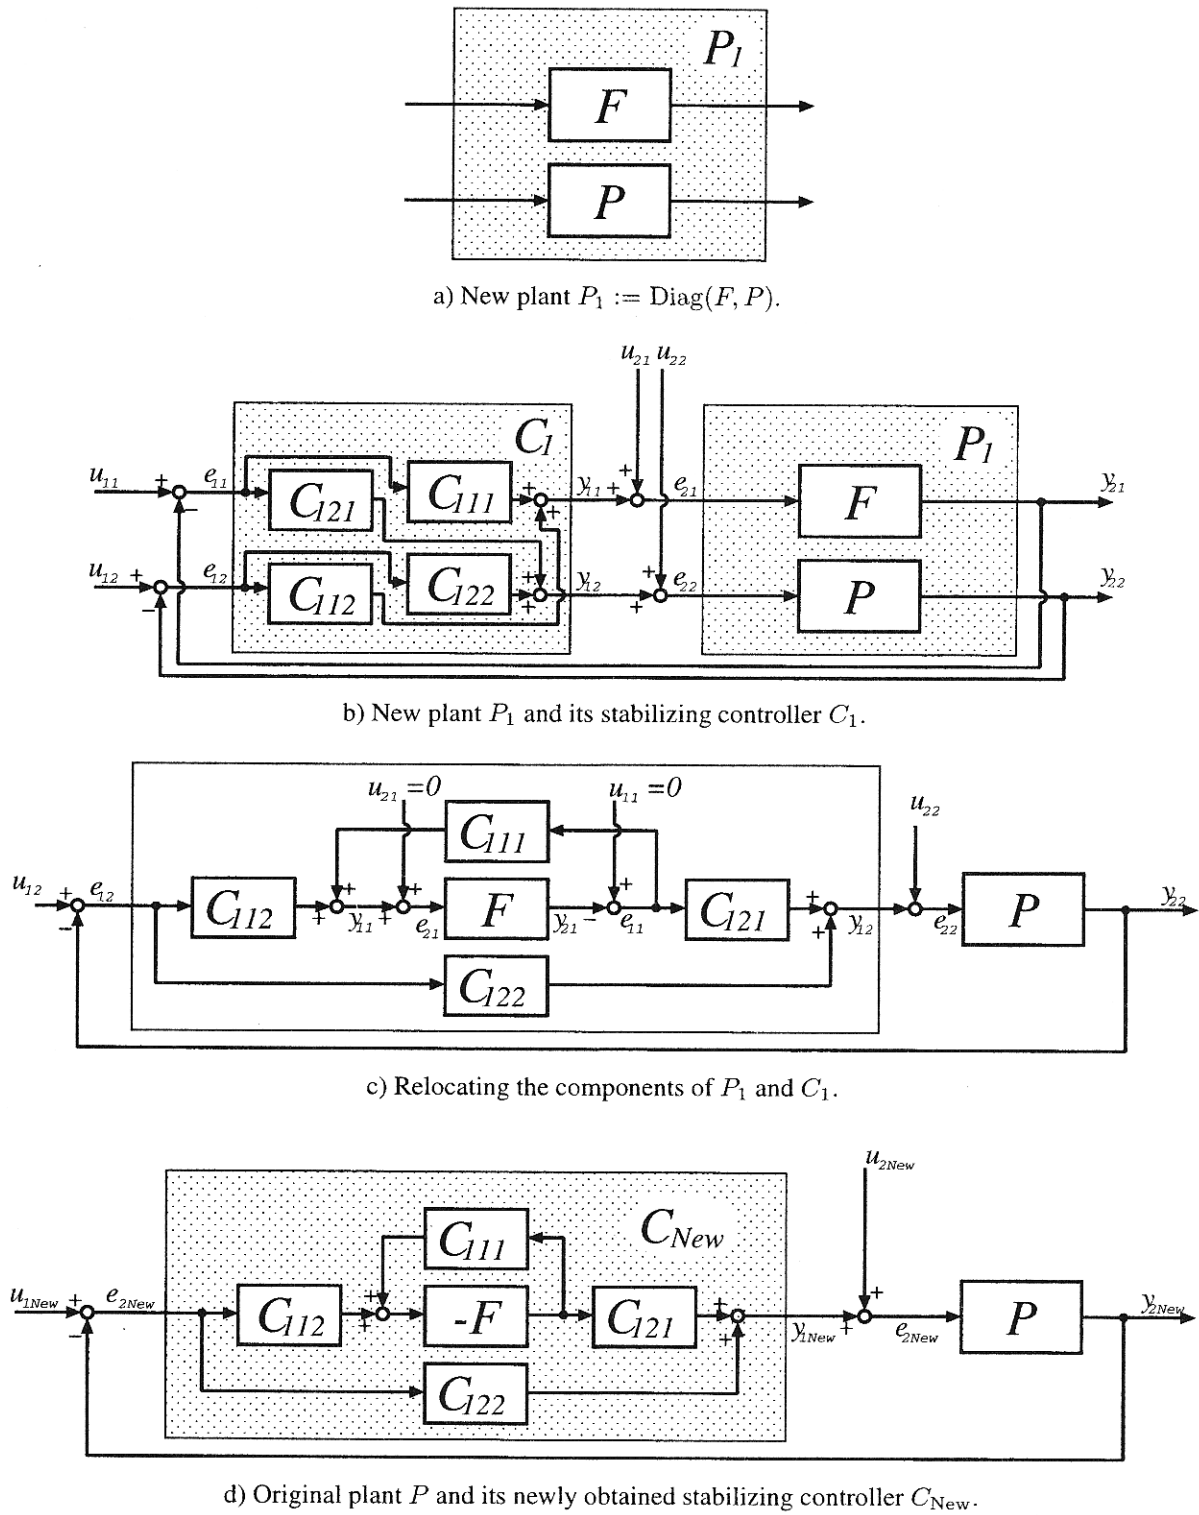 P1
F
P
a) New plant P1 := Diag(F, P).
u21 u22
C1 P1
u11 + e11 C121 C111 + y11 + + e21 F y21
− +
u12 + e12 C112 C122 + y12 + e22 P y22
− + +
b) New plant P1 and its stabilizing controller C1.
u21 =0 u11 =0
C111 u22
u12 + e12 C112 + + + + F − + C121 + + P y22
− y11 e21 y21 e11 + y12 e22
C122
c) Relocating the components of P1 and C1.
u2New
CNew
C111
u1New + e2New C112 + + -F C121 + + P y2New
− + y1New + e2New
C122
d) Original plant P and its newly obtained stabilizing controller CNew.